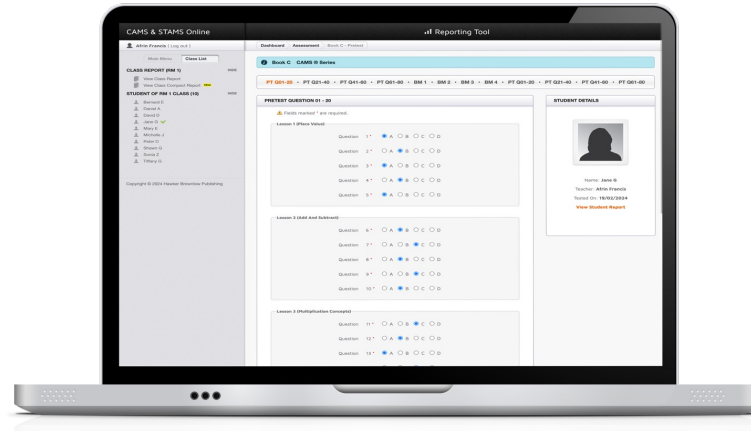 CAMS & STAMS Online
Reporting Tool
Afrin Francis ( Log out )
Dashboard Assessment Book C - Pretest
Main Menu Class List
Book C CAMS ® Series
CLASS REPORT (RM 1)
View Class Report
View Class Compact Report
STUDENT OF RM 1 CLASS (10)
Bernard E
Daniel A
David D
Jane G
Mary E
Michelle J
Peter D
Shawn G
Sonia Z
Tiffany G
Copyright © 2024 Hawker Brownlow Publishing
PT Q01-20 • PT Q21-40 • PT Q41-60 • PT Q61-80 • BM 1 • BM 2 • BM 3 • BM 4 • PT Q01-20 • PT Q21-40 • PT Q41-60 • PT Q61-80
PRETEST QUESTION 01 - 20
Fields marked * are required.
Lesson 1 (Place Value)
Question 1 * A B C D
Question 2 * A B C D
Question 3 * A B C D
Question 4 * A B C D
Question 5 * A B C D
Lesson 2 (Add And Subtract)
Question 6 * A B C D
Question 7 * A B C D
Question 8 * A B C D
Question 9 * A B C D
Question 10 * A B C D
Lesson 3 (Multiplication Concepts)
Question 11 * A B C D
Question 12 * A B C D
Question 13 * A B C D
STUDENT DETAILS
Name: Jane G
Teacher: Afrin Francis
Tested On: 19/02/2024
View Student Report